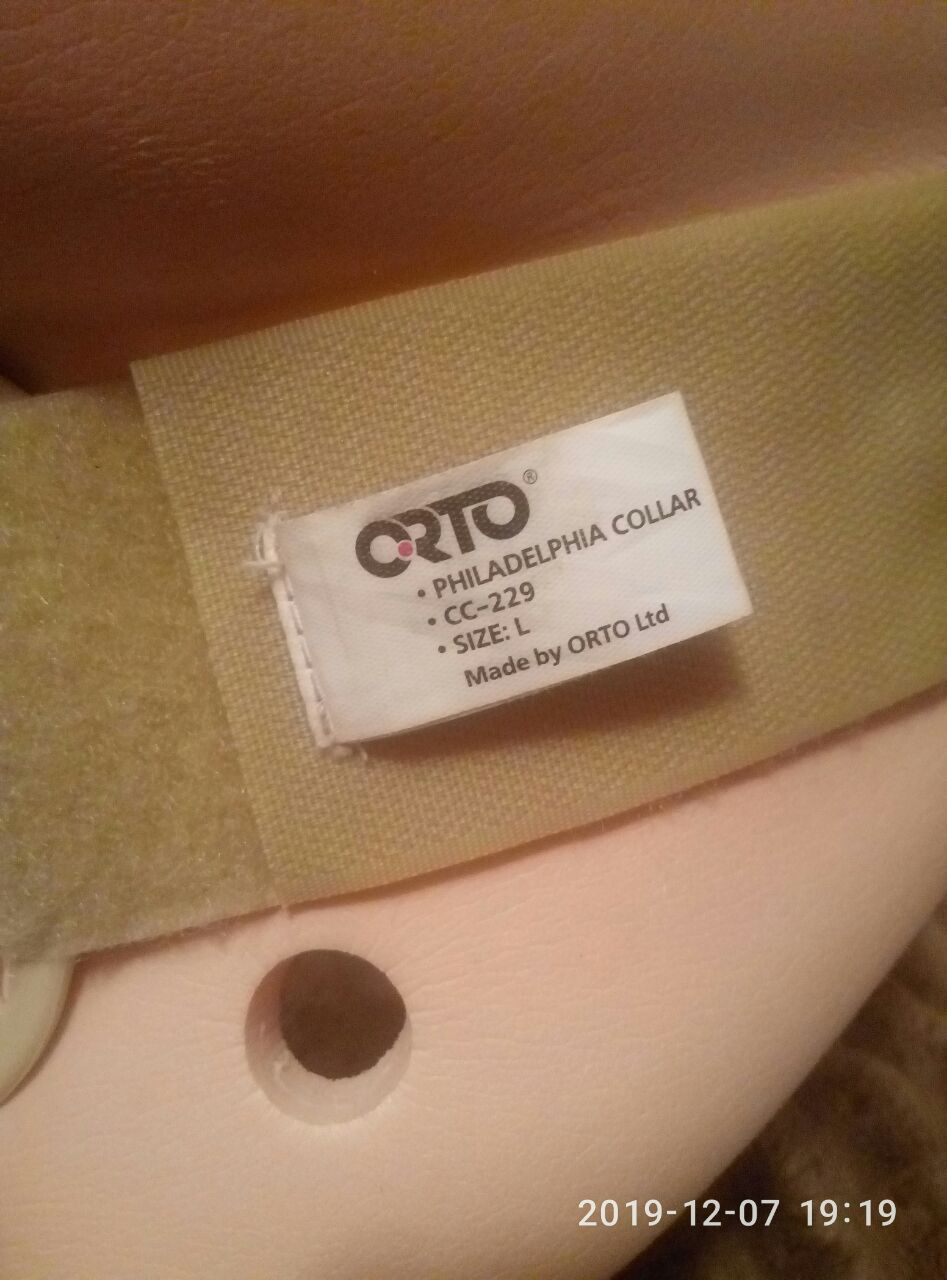 ORTO®
• PHILADELPHIA COLLAR
• CC-229
• SIZE: L
Made by ORTO Ltd
2019-12-07 19:19